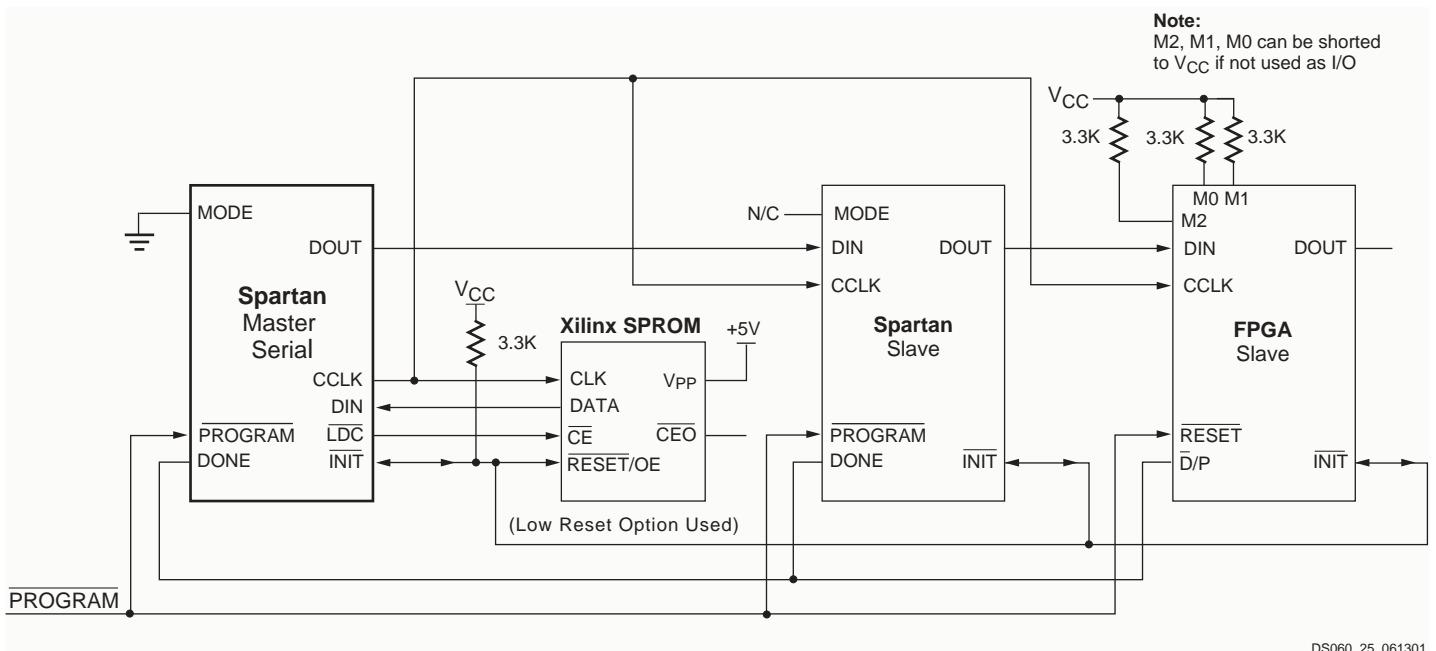 Note:
M2, M1, M0 can be shorted
to VCC if not used as I/O
VCC
3.3K
3.3K
3.3K
MODE
DOUT
Spartan
Master
Serial
CCLK
DIN
PROGRAM
LDC
DONE
INIT
VCC
3.3K
Xilinx SPROM
+5V
CLK
VPP
DATA
CE
CEO
RESET/OE
(Low Reset Option Used)
N/C
MODE
DIN
DOUT
CCLK
Spartan
Slave
PROGRAM
DONE
INIT
M0 M1
M2
DIN
DOUT
CCLK
FPGA
Slave
RESET
D/P
INIT
PROGRAM
DS060_25_061301